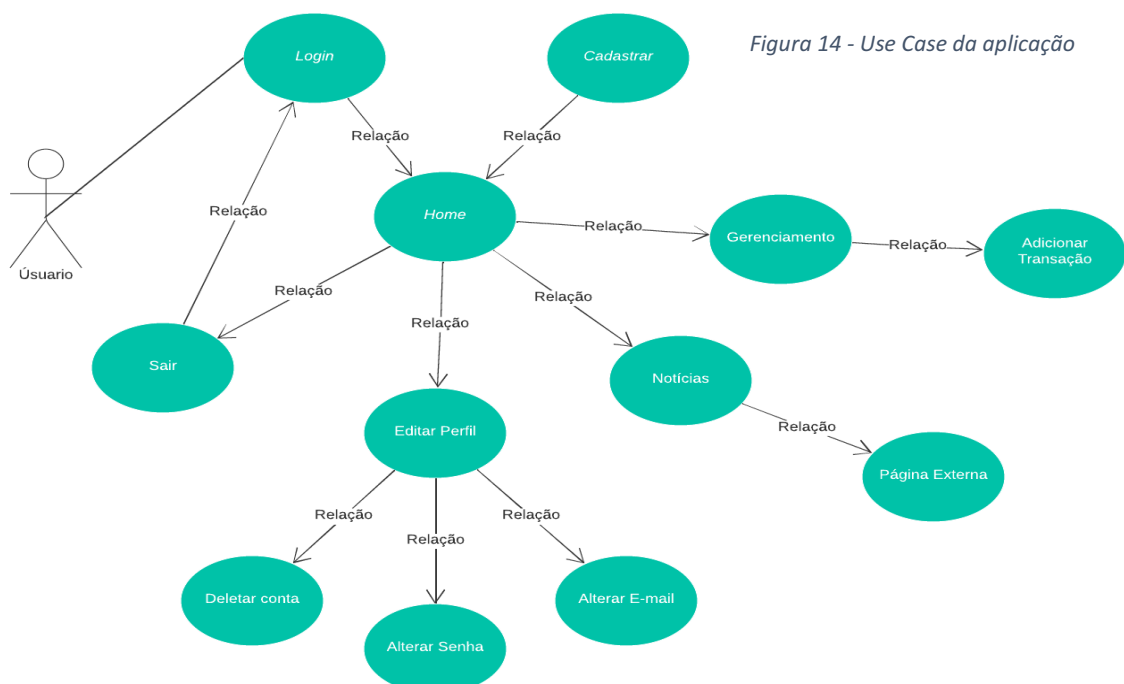 Figura 14 - Use Case da aplicação
Login
Cadastrar
Relação
Relação
Relação
Home
Relação
Gerenciamento
Relação
Adicionar
Transação
Úsuario
Relação
Relação
Relação
Sair
Notícias
Relação
Editar Perfil
Página Externa
Relação
Relação
Relação
Deletar conta
Alterar E-mail
Alterar Senha